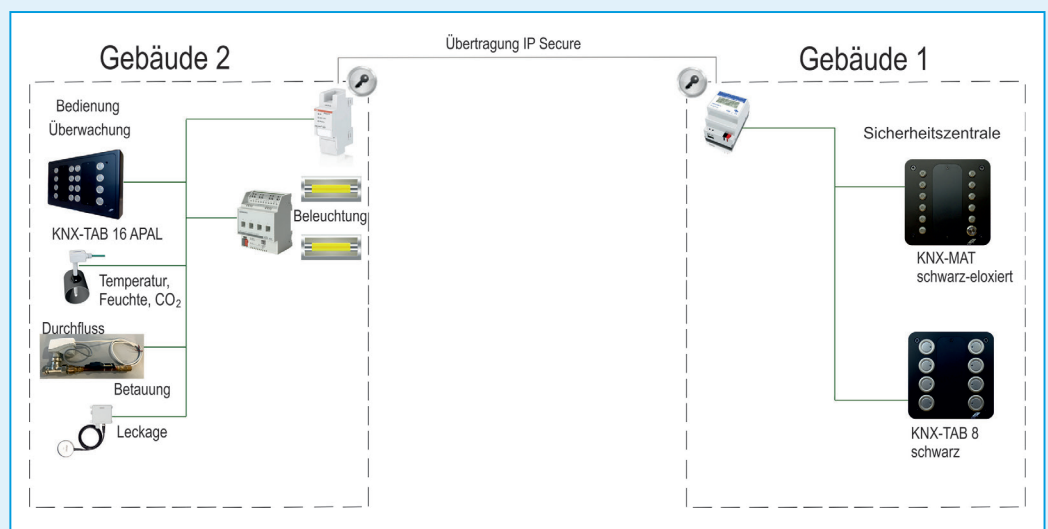 Übertragung IP Secure
Gebäude 2
Gebäude 1
Bedienung
Überwachung
KNX-TAB 16 APAL
Temperatur,
Feuchte, CO₂
Durchfluss
Betauung
Leckage
Beleuchtung
Sicherheitszentrale
KNX-MAT
schwarz-eloxiert
KNX-TAB 8
schwarz